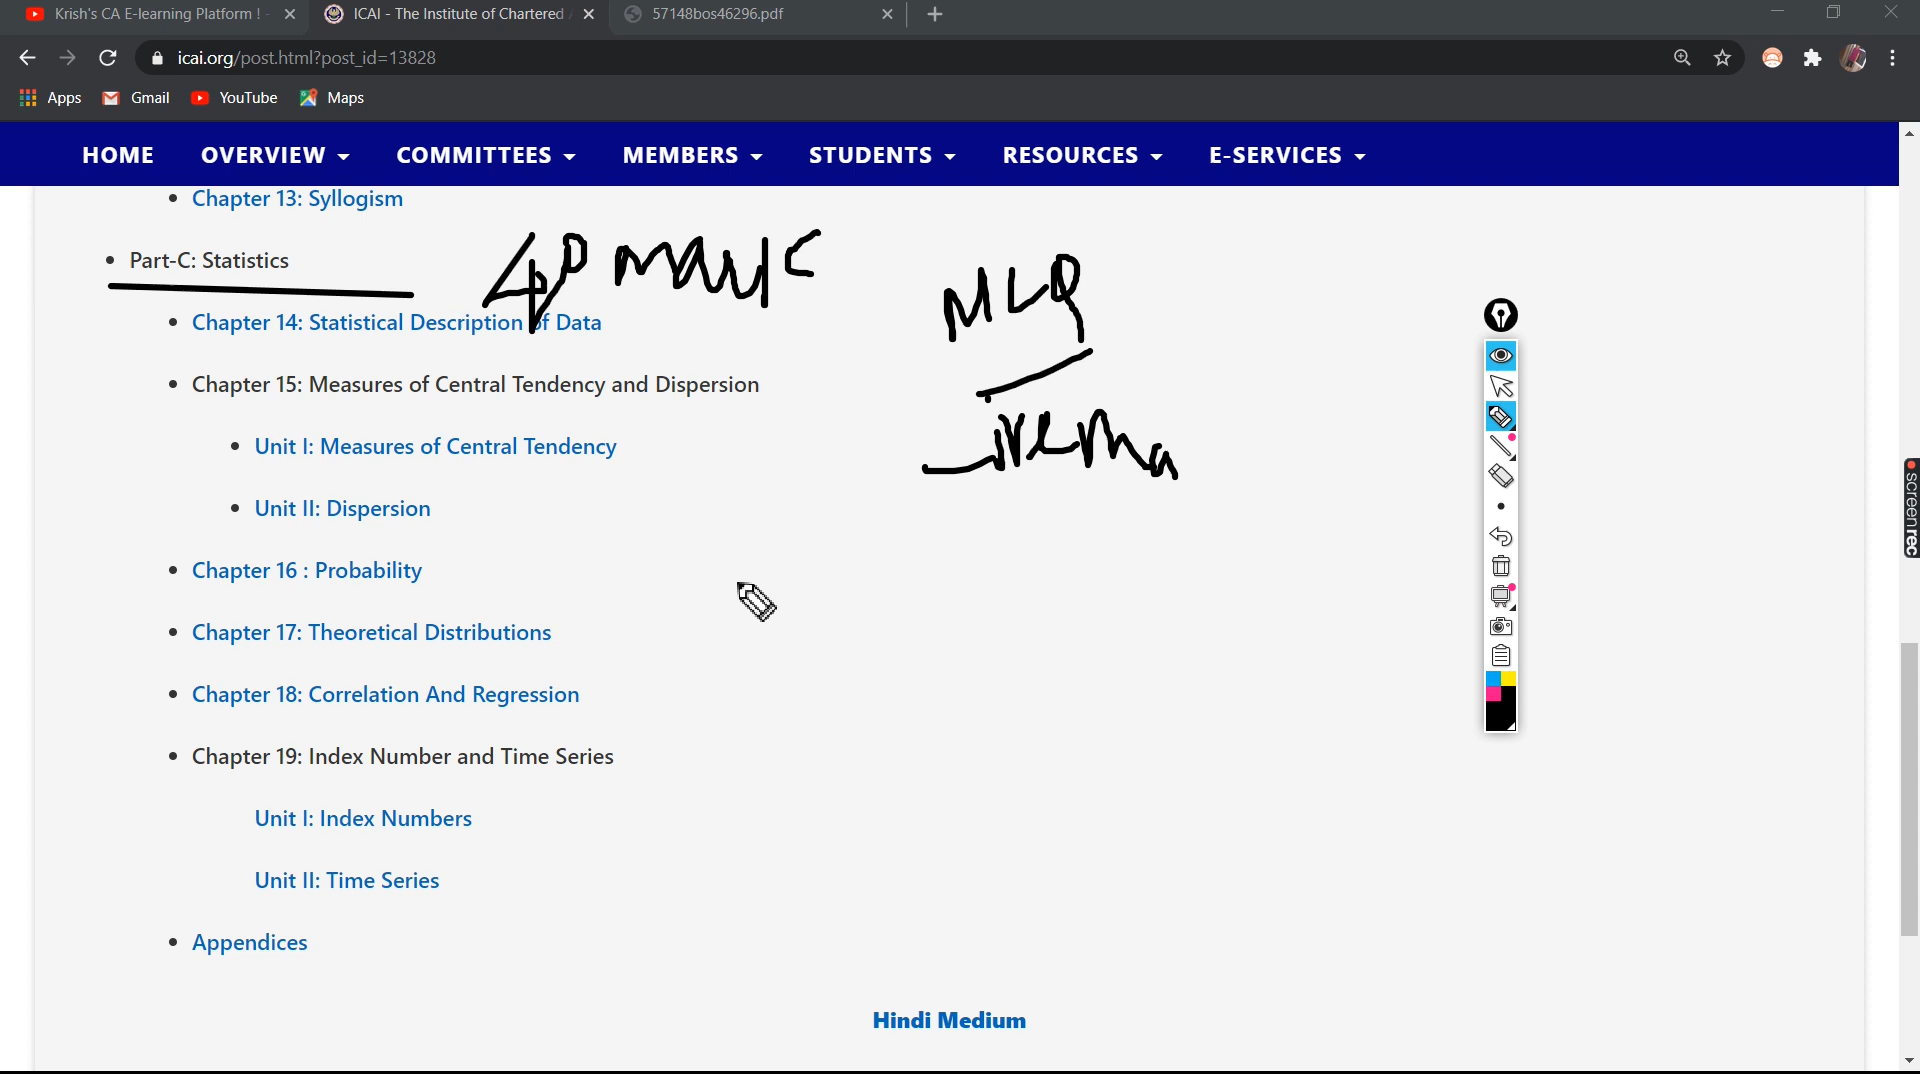 Krish's CA E-learning Platform ! -
ICAI - The Institute of Chartered
57148bos46296.pdf
icai.org/post.html?post_id=13828
Apps Gmail YouTube Maps
HOME OVERVIEW COMMITTEES MEMBERS STUDENTS RESOURCES E-SERVICES
Chapter 13: Syllogism
Part-C: Statistics
40
Chapter 14: Statistical Description of Data
Chapter 15: Measures of Central Tendency and Dispersion
Unit I: Measures of Central Tendency
Unit II: Dispersion
Chapter 16 : Probability
Chapter 17: Theoretical Distributions
Chapter 18: Correlation And Regression
Chapter 19: Index Number and Time Series
Unit I: Index Numbers
Unit II: Time Series
Appendices
Hindi Medium
screenrec